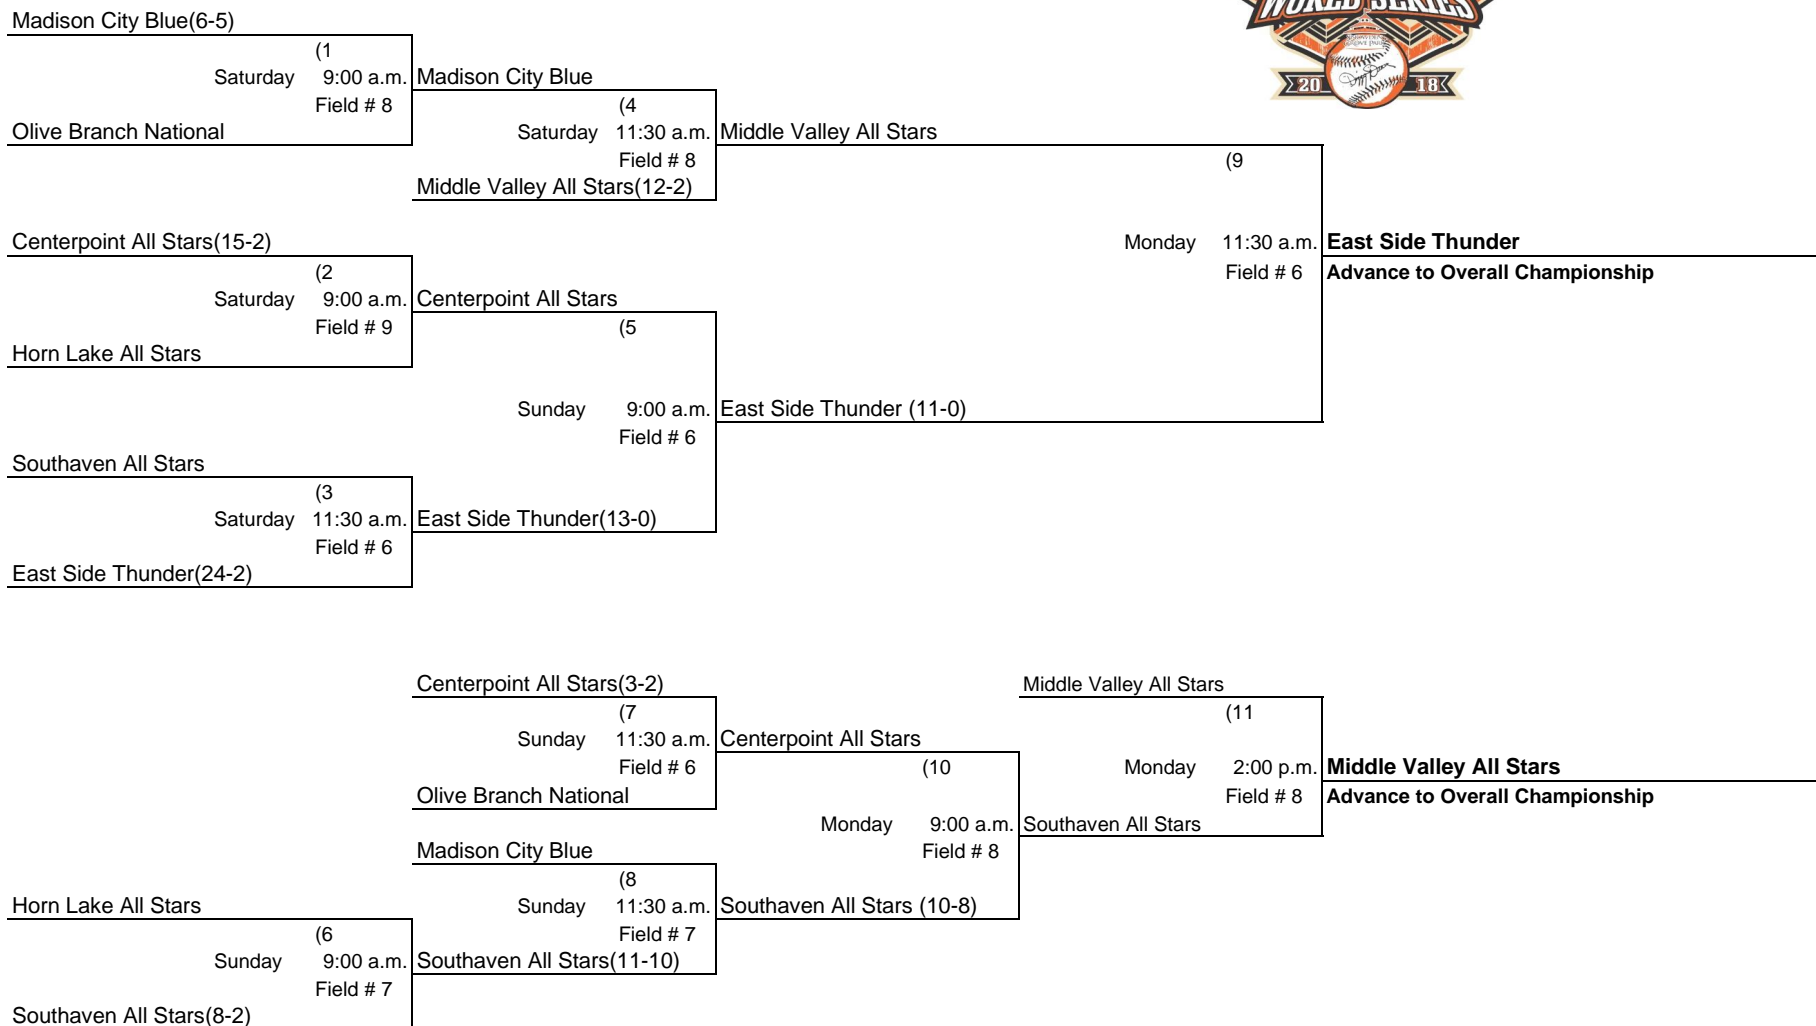 WORLD SERIES
20 18
Madison City Blue(6-5)
(1
Saturday 9:00 a.m. Madison City Blue
Field # 8 (4
Olive Branch National Saturday 11:30 a.m. Middle Valley All Stars
Field # 8 (9
Middle Valley All Stars(12-2)
Centerpoint All Stars(15-2) Monday 11:30 a.m. East Side Thunder
(2 Field # 6 Advance to Overall Championship
Saturday 9:00 a.m. Centerpoint All Stars
Field # 9 (5
Horn Lake All Stars
Sunday 9:00 a.m. East Side Thunder (11-0)
Field # 6
Southaven All Stars
(3
Saturday 11:30 a.m. East Side Thunder(13-0)
Field # 6
East Side Thunder(24-2)
Centerpoint All Stars(3-2) Middle Valley All Stars
(7 (11
Sunday 11:30 a.m. Centerpoint All Stars
Field # 6 (10 Monday 2:00 p.m. Middle Valley All Stars
Olive Branch National Field # 8 Advance to Overall Championship
Monday 9:00 a.m. Southaven All Stars
Madison City Blue Field # 8
(8
Horn Lake All Stars Sunday 11:30 a.m. Southaven All Stars (10-8)
(6 Field # 7
Sunday 9:00 a.m. Southaven All Stars(11-10)
Field # 7
Southaven All Stars(8-2)